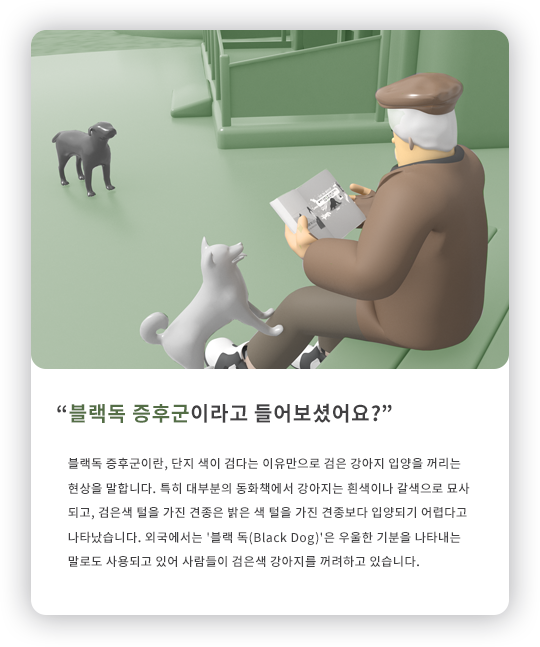 “블랙독 증후군이라고 들어보셨어요?”
블랙독 증후군이란, 단지 색이 검다는 이유만으로 검은 강아지 입양을 꺼리는
현상을 말합니다. 특히 대부분의 동화책에서 강아지는 흰색이나 갈색으로 묘사
되고, 검은색 털을 가진 견종은 밝은 색 털을 가진 견종보다 입양되기 어렵다고
나타났습니다. 외국에서는 '블랙 독(Black Dog)'은 우울한 기분을 나타내는
말로도 사용되고 있어 사람들이 검은색 강아지를 꺼려하고 있습니다.